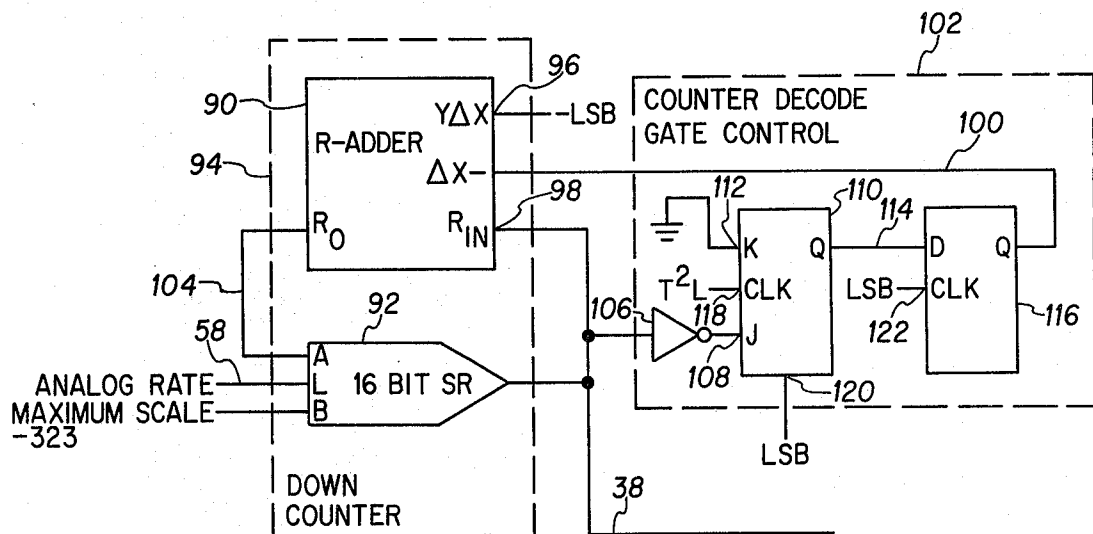 102
90
96
COUNTER DECODE
GATE CONTROL
100
YΔX
-LSB
R-ADDER
94
ΔX-
98
112
110
R₀
R_IN
114
K
Q
D
Q
104
T²L
CLK
LSB
CLK
92
106
118
122
116
58
A
J
ANALOG RATE
L
16 BIT SR
108
120
MAXIMUM SCALE
B
-323
LSB
DOWN
COUNTER
38